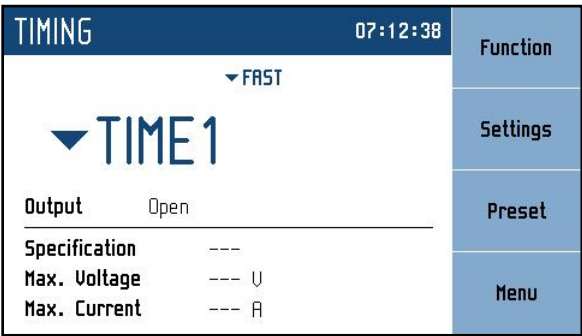 TIMING 07:12:38
▼FAST
▼TIME1
Output Open
Specification ---
Max. Voltage --- V
Max. Current --- A
Function
Settings
Preset
Menu